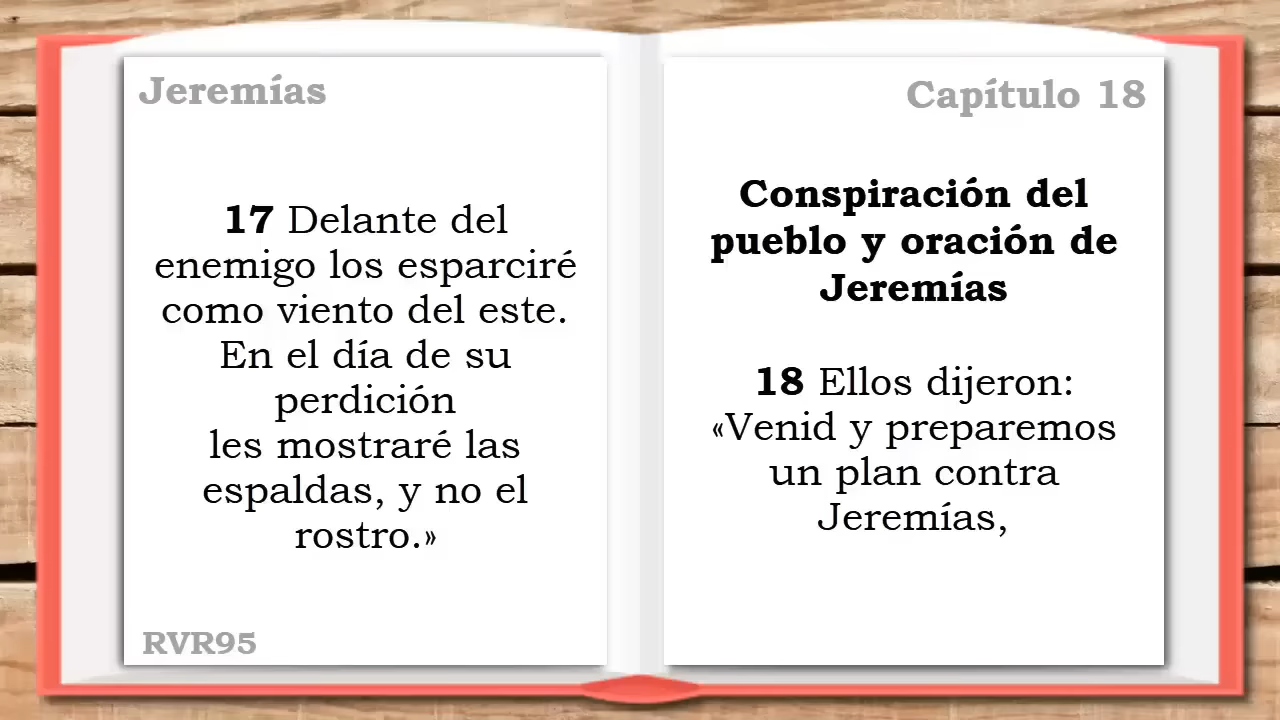 Jeremías
17 Delante del
enemigo los esparciré
como viento del este.
En el día de su
perdición
les mostraré las
espaldas, y no el
rostro.»
RVR95
Capítulo 18
Conspiración del
pueblo y oración de
Jeremías
18 Ellos dijeron:
«Venid y preparemos
un plan contra
Jeremías,